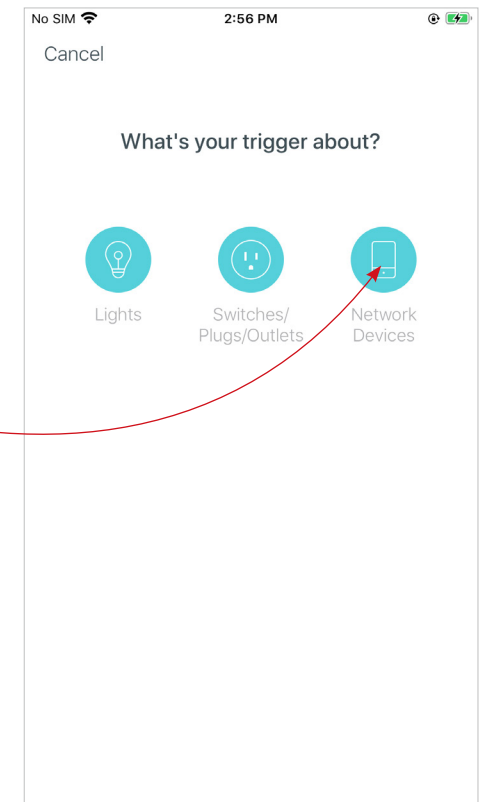 No SIM 2:56 PM
Cancel
What's your trigger about?
Lights Switches/ Network
Plugs/Outlets Devices